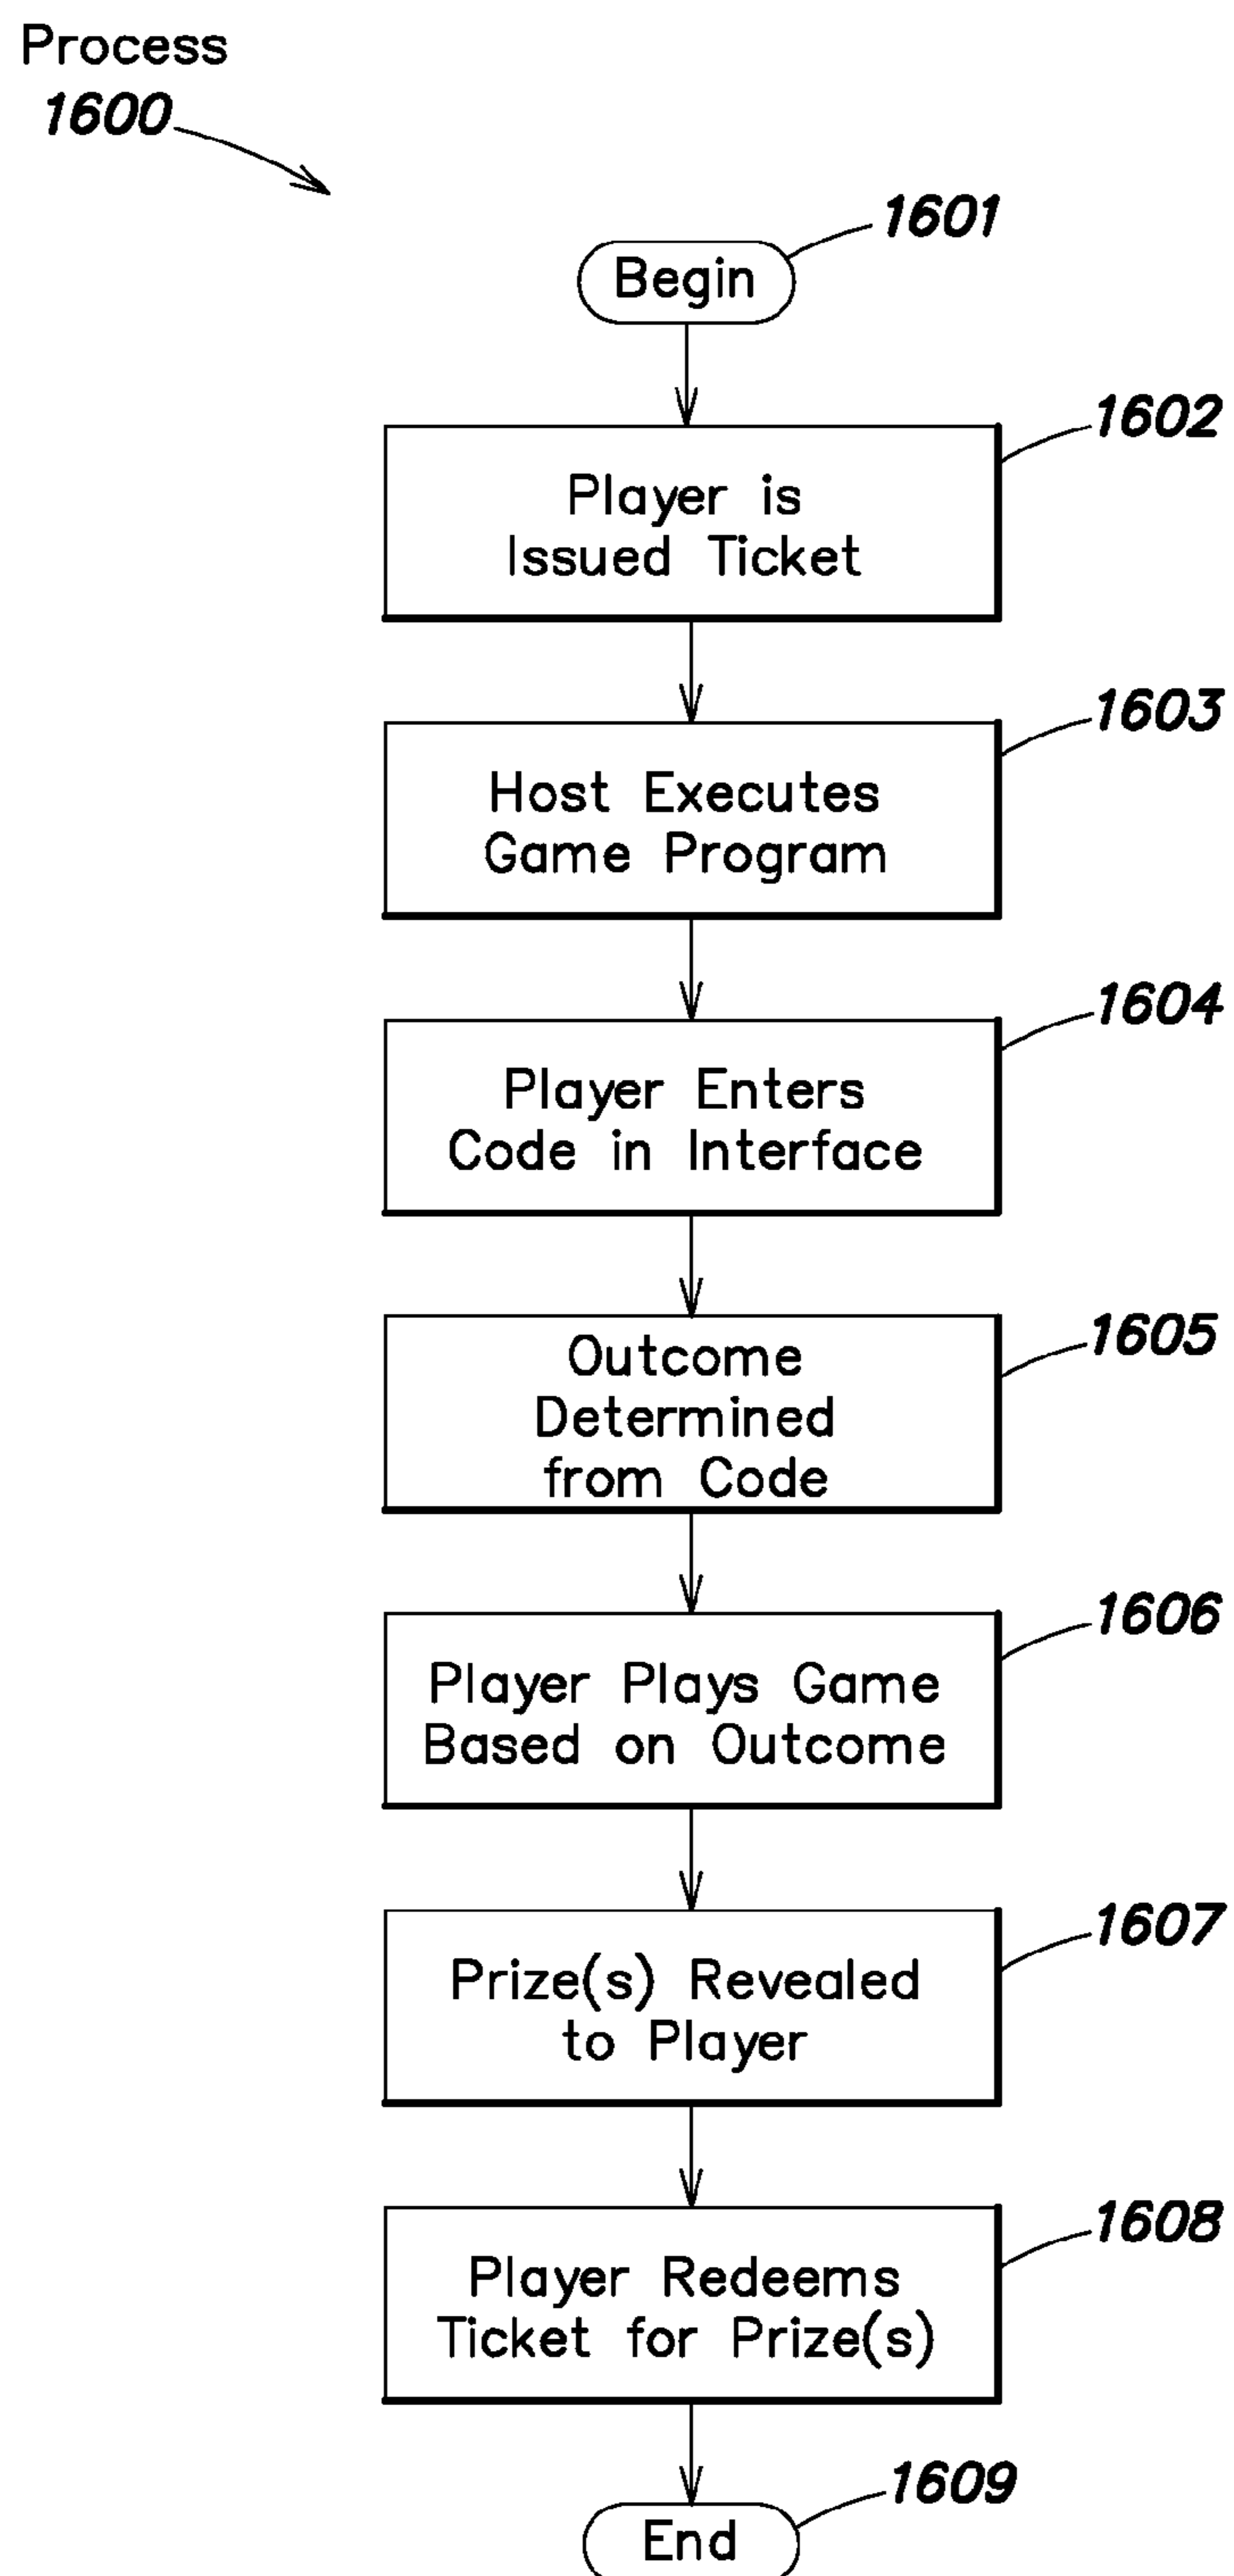 Process
1600
1601
Begin
1602
Player is
Issued Ticket
1603
Host Executes
Game Program
1604
Player Enters
Code in Interface
1605
Outcome
Determined
from Code
1606
Player Plays Game
Based on Outcome
1607
Prize(s) Revealed
to Player
1608
Player Redeems
Ticket for Prize(s)
1609
End